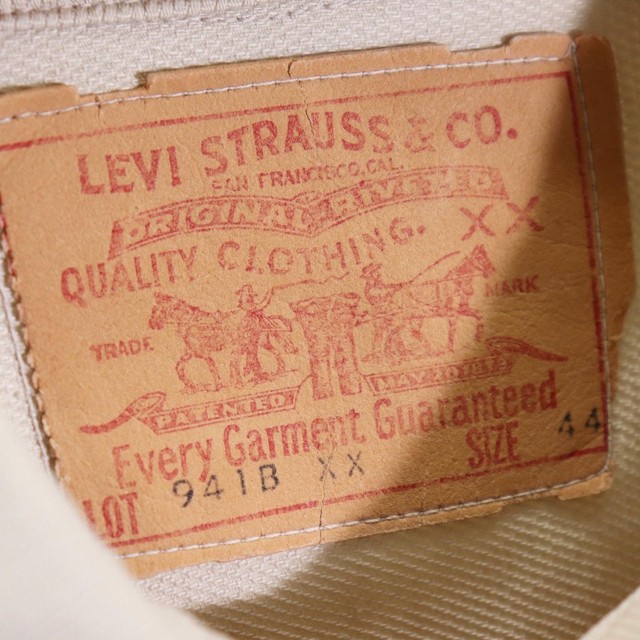 LEVI STRAUSS & CO.
SAN FRANCISCO, CAL.
ORIGINAL RIVETED
QUALITY CLOTHING. XX
TRADE MARK
PATENTED
Every Garment Guaranteed
LOT 941B XX SIZE 44